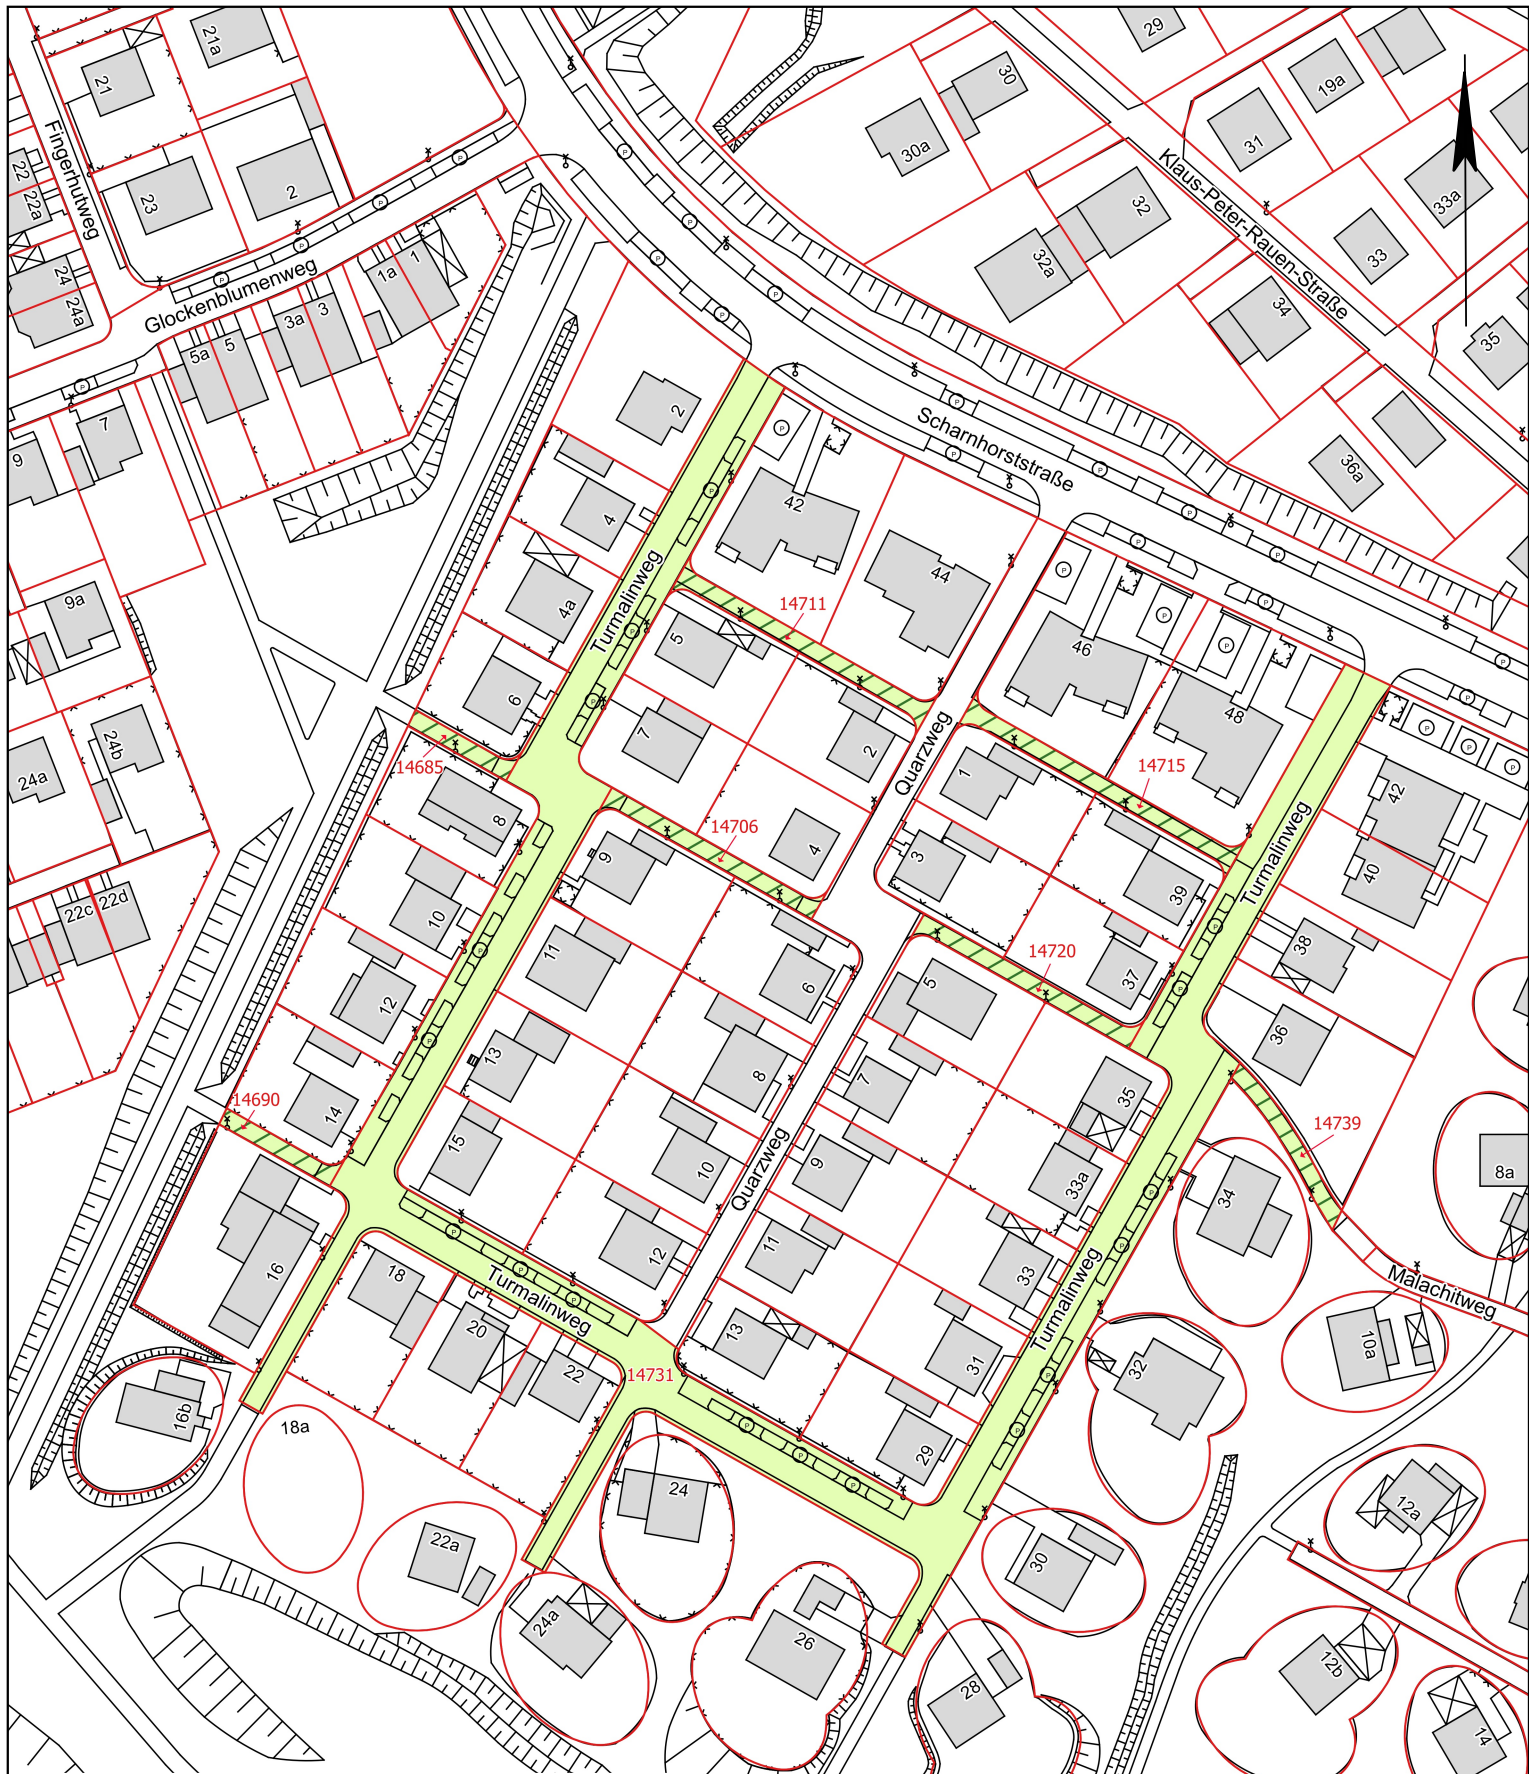 21a
21
29
30
19a
30a
31
Fingerhutweg
22
22a
23
2
Klaus-Peter-Rauen-Straße
33a
32
32a
33
24
24a
Glockenblumenweg
1a
1
3a
3
5a
5
34
35
7
9
2
42
Scharnhorststraße
36a
4
44
Turmalinweg
4a
14711
9a
5
46
6
7
2
48
24b
24a
14685
Quarzweg
1
14715
42
8
14706
4
3
40
9
39
Turmalinweg
22c
22d
10
11
14720
38
37
6
5
12
36
13
8
7
35
14690
14
14739
15
10
9
33a
34
8a
Quarzweg
16
18
Turmalinweg
12
11
33
Turmalinweg
Malachitweg
20
22
14731
13
31
32
10a
16b
18a
29
24
12a
22a
30
24a
26
12b
28
14
P